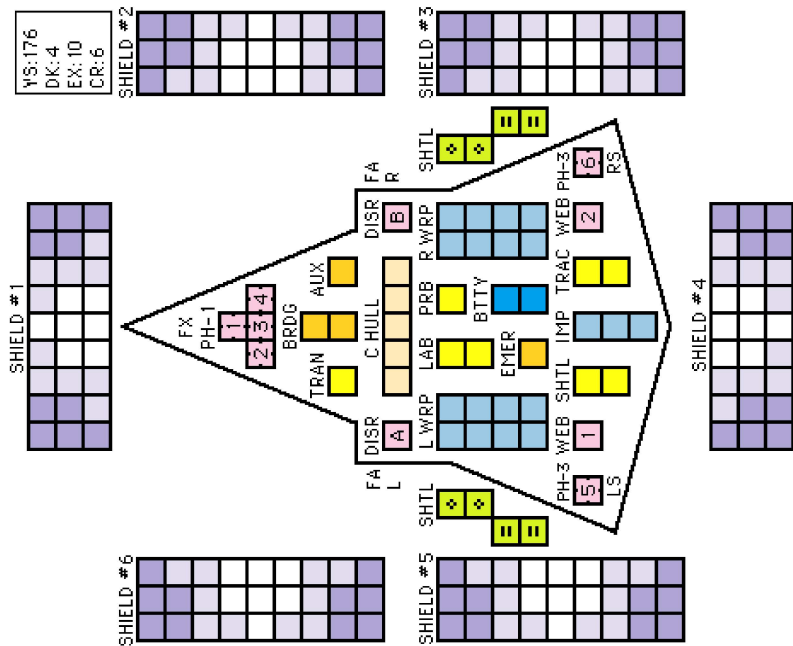 SHIELD #2
SHIELD #3
YS:176
DK:4
EX:10
CR:6
SHIELD #1
FX
PH-1
1
2 3 4
BRDG
TRAN
AUX
C HULL
FA
L
DISR
A
DISR
B
FA
R
SHTL
SHTL
L WRP
LAB
PRB
R WRP
EMER
BTTY
PH-3
5
LS
WEB
1
SHTL
IMP
TRAC
WEB
2
PH-3
6
RS
SHIELD #4
SHIELD #6
SHIELD #5